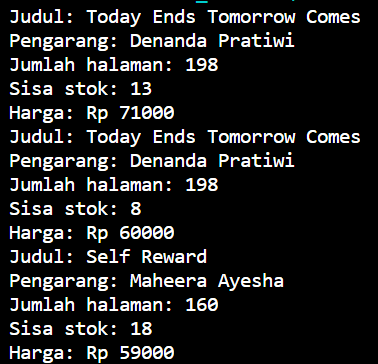 Judul: Today Ends Tomorrow Comes
Pengarang: Denanda Pratiwi
Jumlah halaman: 198
Sisa stok: 13
Harga: Rp 71000
Judul: Today Ends Tomorrow Comes
Pengarang: Denanda Pratiwi
Jumlah halaman: 198
Sisa stok: 8
Harga: Rp 60000
Judul: Self Reward
Pengarang: Maheera Ayesha
Jumlah halaman: 160
Sisa stok: 18
Harga: Rp 59000